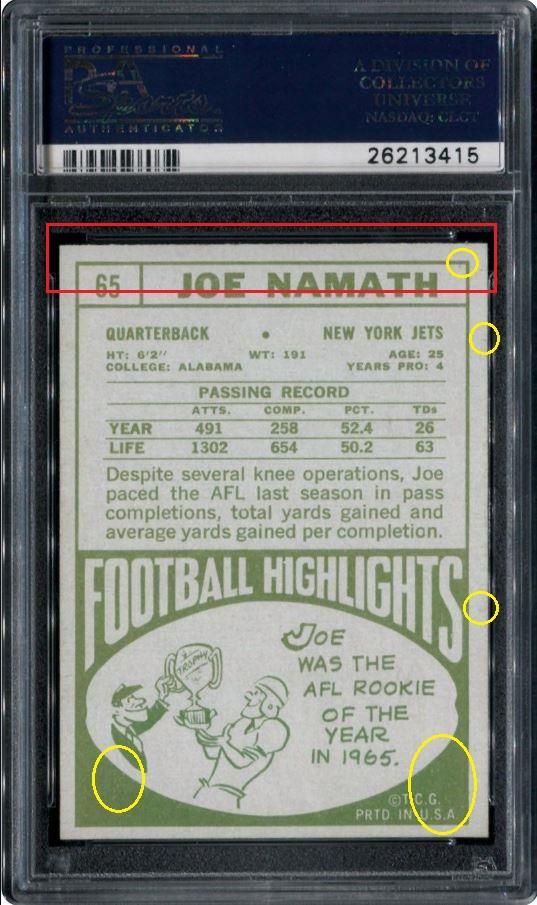 PROFESSIONAL
PSA
Sports
AUTHENTICATOR
A DIVISION OF
COLLECTORS
UNIVERSE
NASDAQ: CLCT
26213415
65 JOE NAMATH
QUARTERBACK • NEW YORK JETS
HT: 6'2" WT: 191 AGE: 25
COLLEGE: ALABAMA YEARS PRO: 4
PASSING RECORD
ATTS. COMP. PCT. TDs
YEAR 491 258 52.4 26
LIFE 1302 654 50.2 63
Despite several knee operations, Joe
paced the AFL last season in pass
completions, total yards gained and
average yards gained per completion.
FOOTBALL HIGHLIGHTS
TROPHY
JOE
WAS THE
AFL ROOKIE
OF THE
YEAR
IN 1965.
©T.C.G.
PRTD. IN U.S.A.
PSA